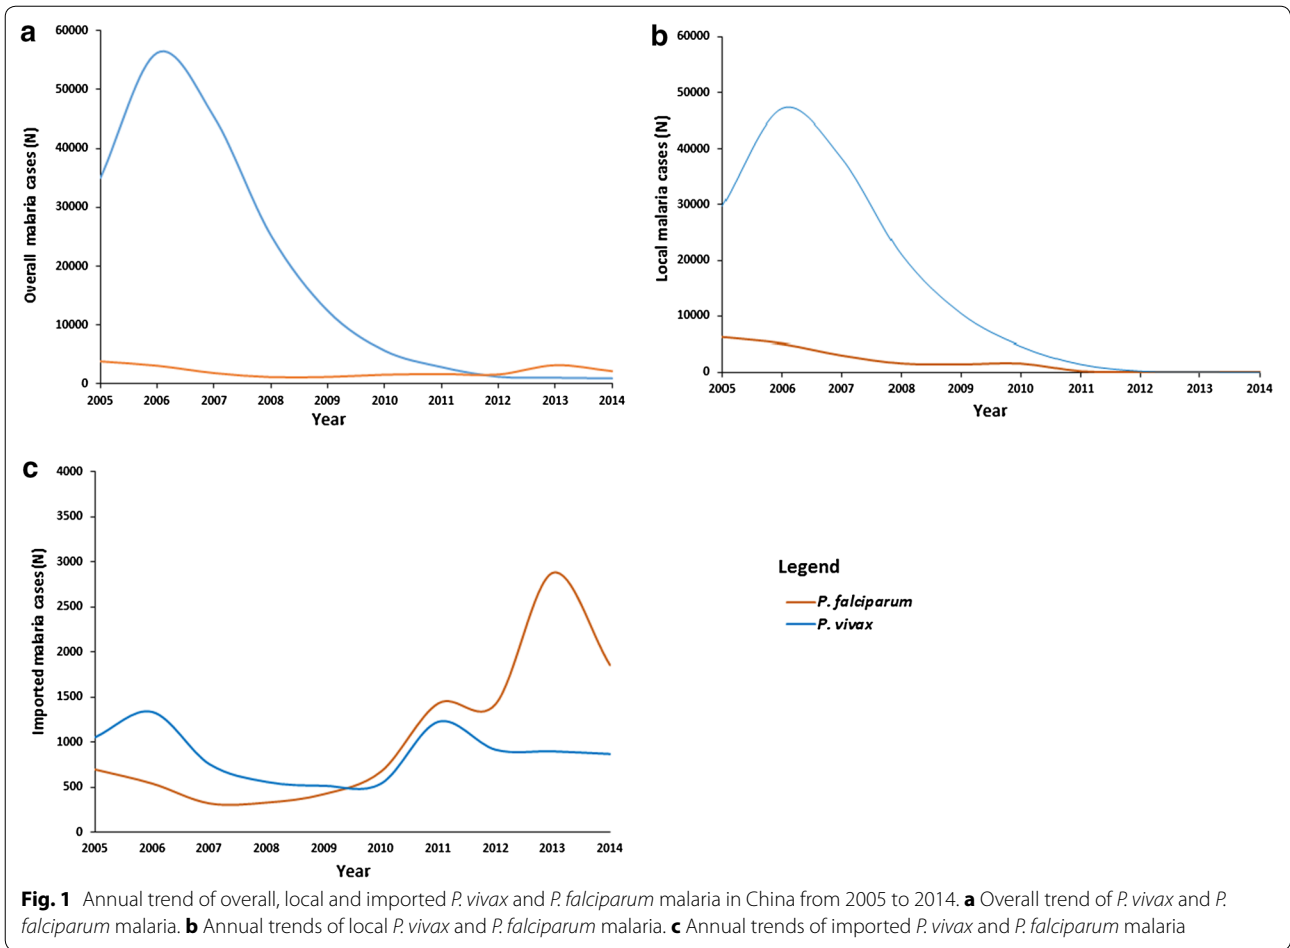 a
60000
50000
40000
30000
20000
10000
0
Overall malaria cases (N)
2005 2006 2007 2008 2009 2010 2011 2012 2013 2014
Year
b
60000
50000
40000
30000
20000
10000
0
Local malaria cases (N)
2005 2006 2007 2008 2009 2010 2011 2012 2013 2014
Year
c
4000
3500
3000
2500
2000
1500
1000
500
0
Imported malaria cases (N)
2005 2006 2007 2008 2009 2010 2011 2012 2013 2014
Year
Legend
P. falciparum
P. vivax
Fig. 1 Annual trend of overall, local and imported P. vivax and P. falciparum malaria in China from 2005 to 2014. a Overall trend of P. vivax and P.
falciparum malaria. b Annual trends of local P. vivax and P. falciparum malaria. c Annual trends of imported P. vivax and P. falciparum malaria